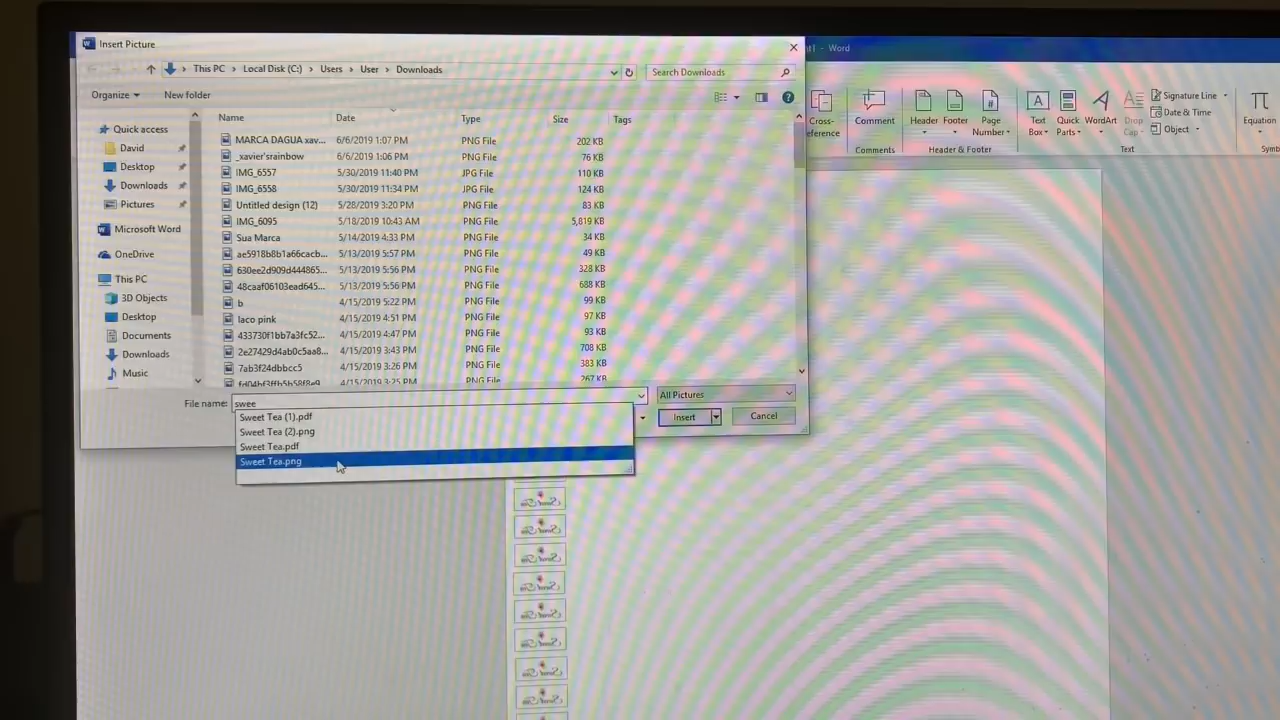 Insert Picture
- Word
This PC > Local Disk (C:) > Users > User > Downloads
Search Downloads
Organize
New folder
Name
Date
Type
Size
Tags
Quick access
David
Desktop
Downloads
Pictures
Microsoft Word
OneDrive
This PC
3D Objects
Desktop
Documents
Downloads
Music
MARCA DAGUA xav... 6/6/2019 1:07 PM PNG File 202 KB
_xavier'srainbow 6/6/2019 1:06 PM PNG File 76 KB
IMG_6557 5/30/2019 11:40 PM JPG File 110 KB
IMG_6558 5/30/2019 11:34 PM JPG File 124 KB
Untitled design (12) 5/28/2019 3:20 PM PNG File 83 KB
IMG_6095 5/18/2019 10:43 AM PNG File 5,819 KB
Sua Marca 5/14/2019 4:33 PM PNG File 34 KB
ae5918b8b1a66cacb... 5/13/2019 5:57 PM PNG File 49 KB
630ee2d909d444865... 5/13/2019 5:56 PM PNG File 328 KB
48caaf06103ead645... 5/13/2019 5:56 PM PNG File 688 KB
b 4/15/2019 5:22 PM PNG File 99 KB
laco pink 4/15/2019 4:51 PM PNG File 97 KB
433730f1bb7a3fc52... 4/15/2019 4:47 PM PNG File 93 KB
2e27429d4ab0c5aa8... 4/15/2019 3:43 PM PNG File 708 KB
7ab3f24dbbcc5 4/15/2019 3:26 PM PNG File 383 KB
4/15/2019 3:25 PM PNG File 267 KB
File name: swee
All Pictures
Insert
Cancel
Sweet Tea (1).pdf
Sweet Tea (2).png
Sweet Tea.pdf
Sweet Tea.png
Cross-
Comment
Comments
Header
Footer
Page
Number
Header & Footer
Text
Box
Quick
Parts
WordArt
Drop
Cap
Signature Line
Date & Time
Object
Text
Equation